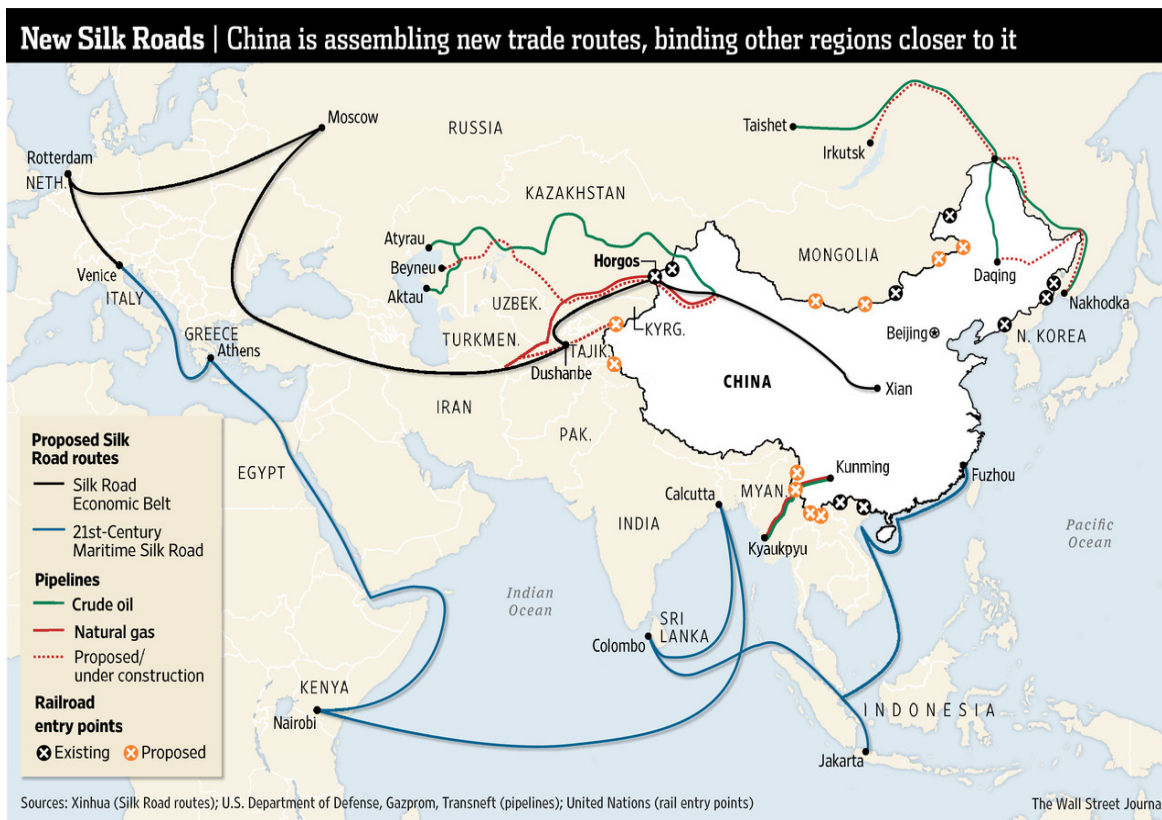 New Silk Roads | China is assembling new trade routes, binding other regions closer to it
Moscow
RUSSIA
Taishet
Irkutsk
Rotterdam
NETH.
KAZAKHSTAN
Atyrau
Beyneu
Aktau
Horgos
MONGOLIA
Daqing
Nakhodka
Venice
ITALY
UZBEK.
GREECE
Athens
TURKMEN.
KYRG.
TAJIK.
Dushanbe
Beijing
N. KOREA
CHINA
Xian
IRAN
PAK.
EGYPT
Kunming
Fuzhou
Calcutta
MYAN.
INDIA
Kyaukpyu
Pacific
Ocean
Indian
Ocean
SRI
LANKA
Colombo
KENYA
Nairobi
INDONESIA
Jakarta
Proposed Silk
Road routes
Silk Road
Economic Belt
21st-Century
Maritime Silk Road
Pipelines
Crude oil
Natural gas
Proposed/
under construction
Railroad
entry points
Existing
Proposed
Sources: Xinhua (Silk Road routes); U.S. Department of Defense, Gazprom, Transneft (pipelines); United Nations (rail entry points)
The Wall Street Journa